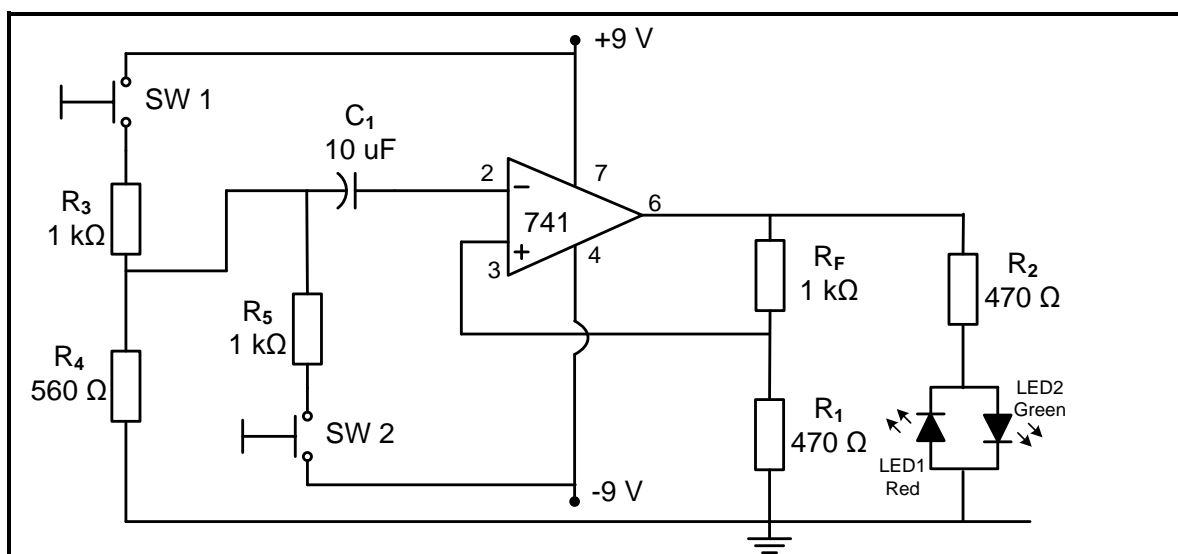 +9 V
SW 1
C1
10 uF
2
7
R3
1 kΩ
741
6
3
4
RF
1 kΩ
R2
470 Ω
R5
1 kΩ
R4
560 Ω
LED2
Green
R1
470 Ω
SW 2
LED1
Red
-9 V